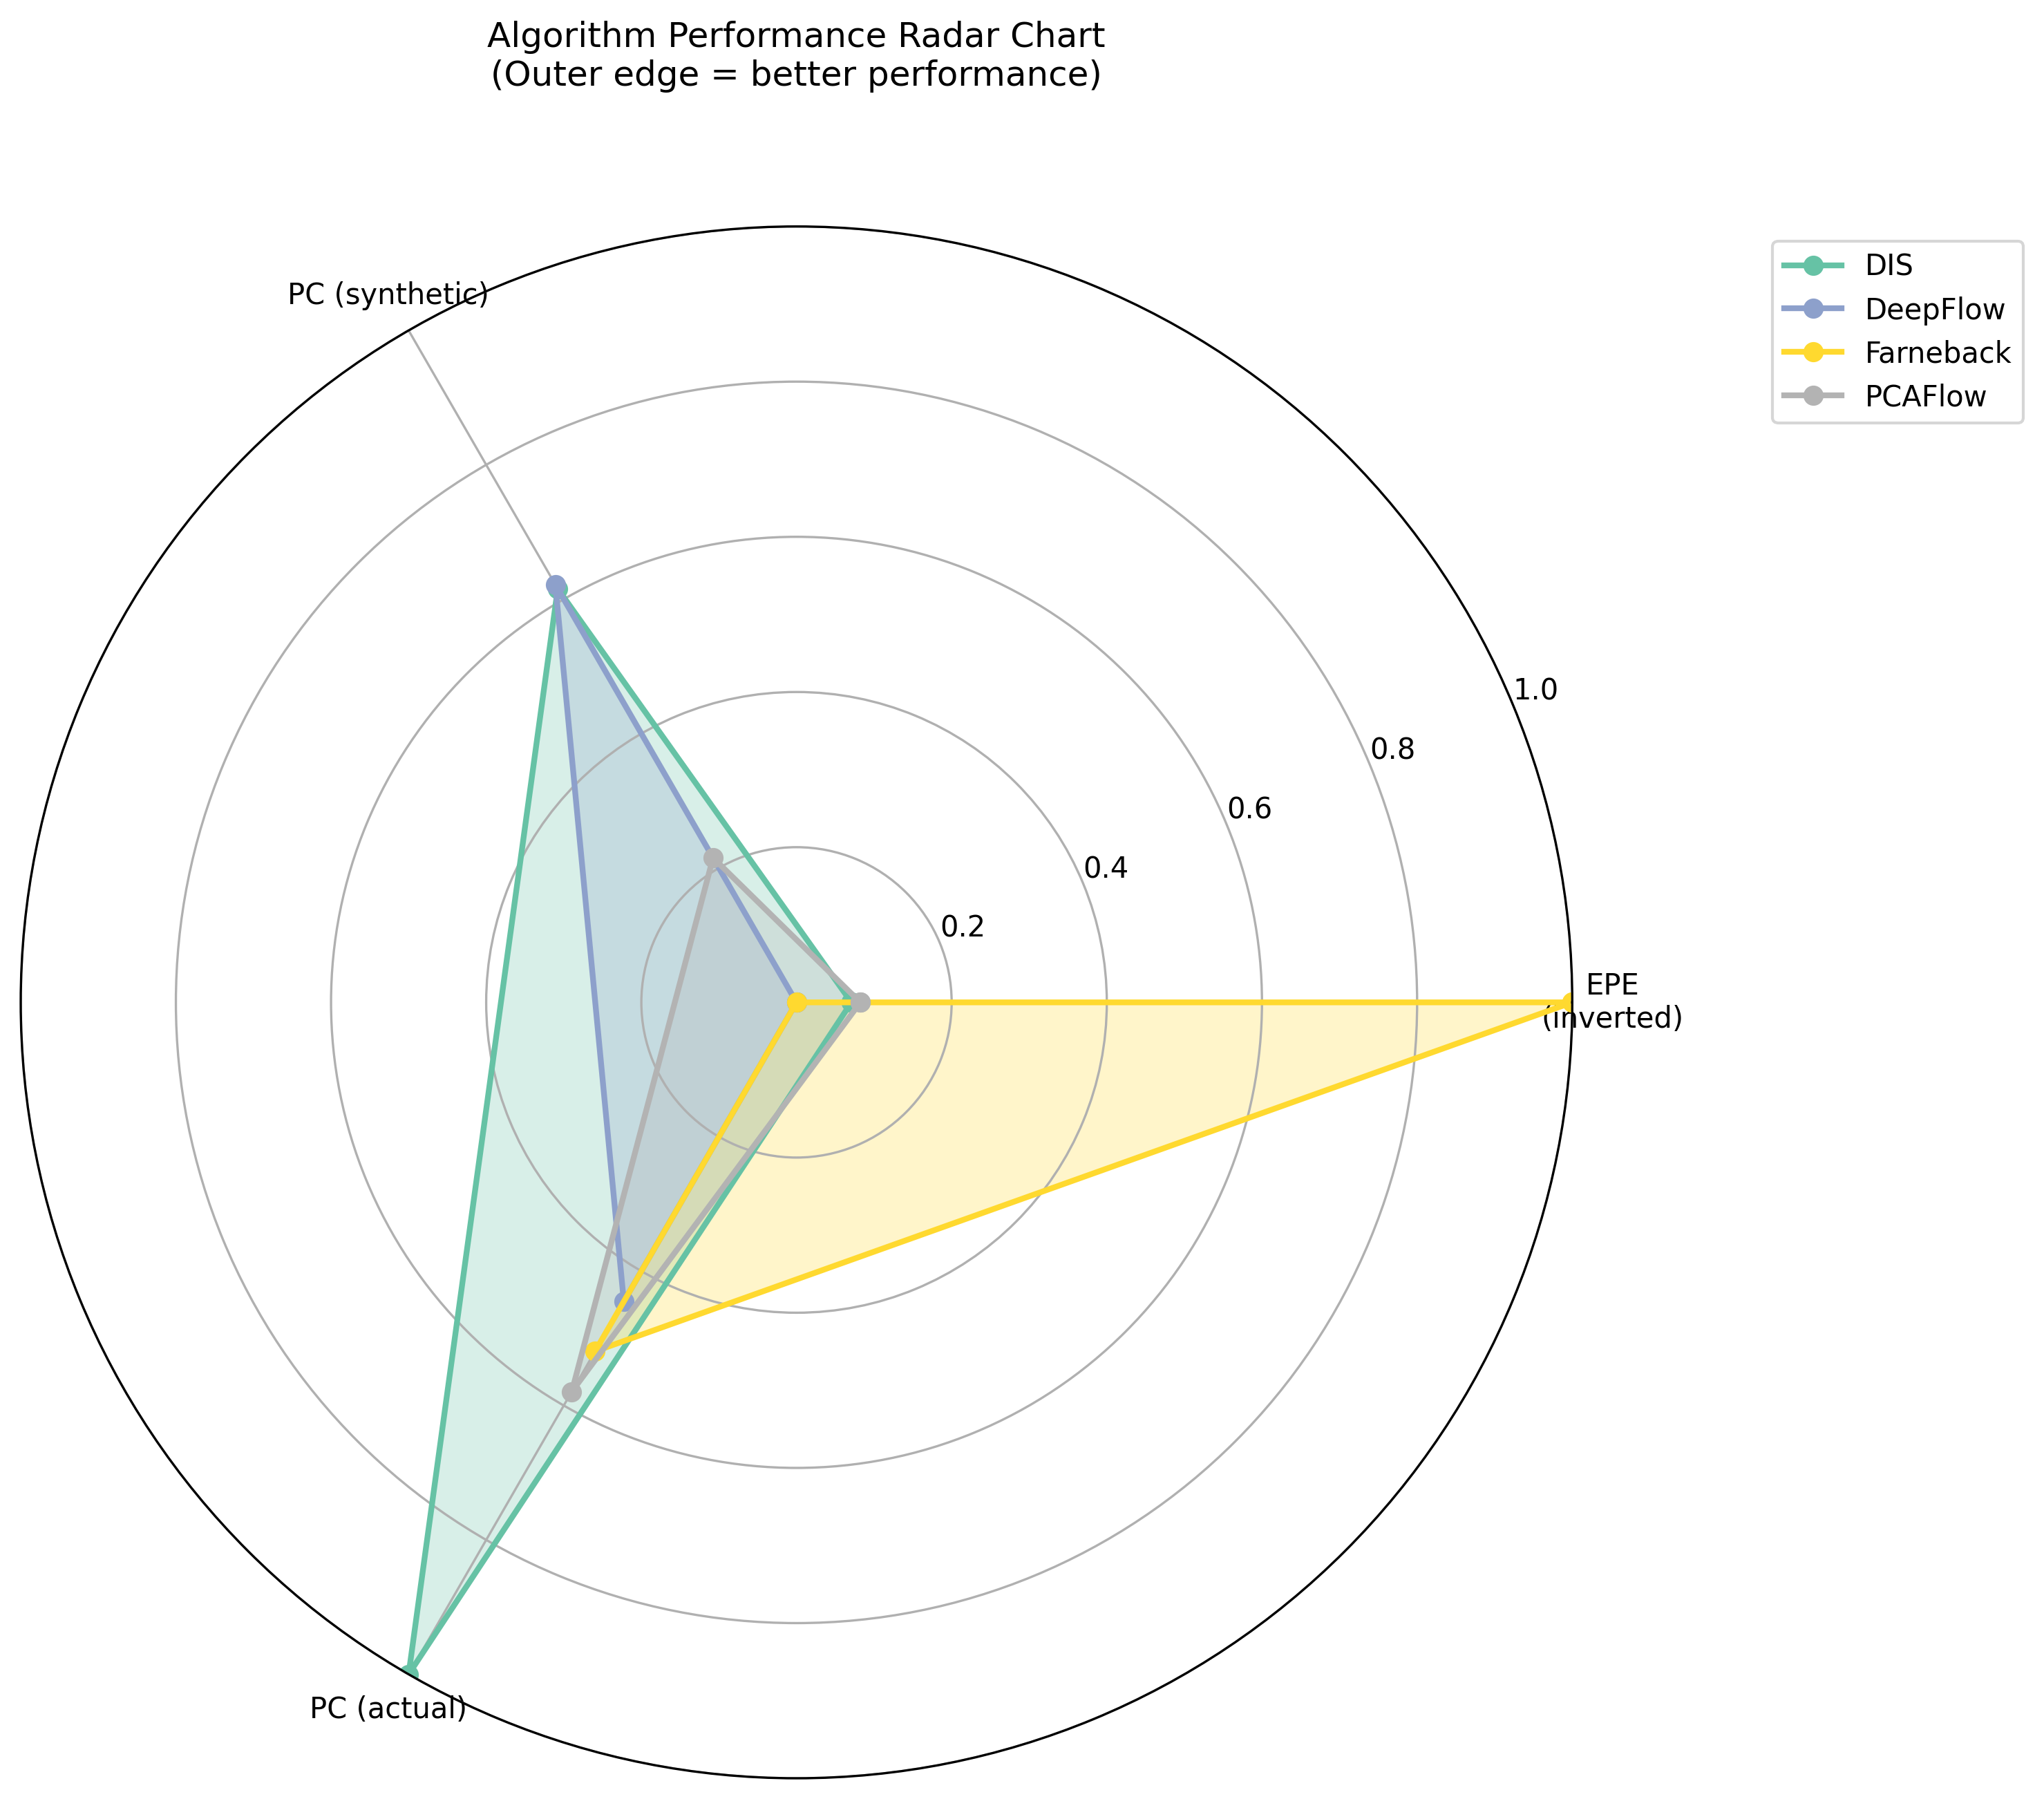 Algorithm Performance Radar Chart
(Outer edge = better performance)
PC (synthetic)
DIS
DeepFlow
Farneback
PCAFlow
1.0
0.8
0.6
0.4
0.2
EPE
(inverted)
PC (actual)